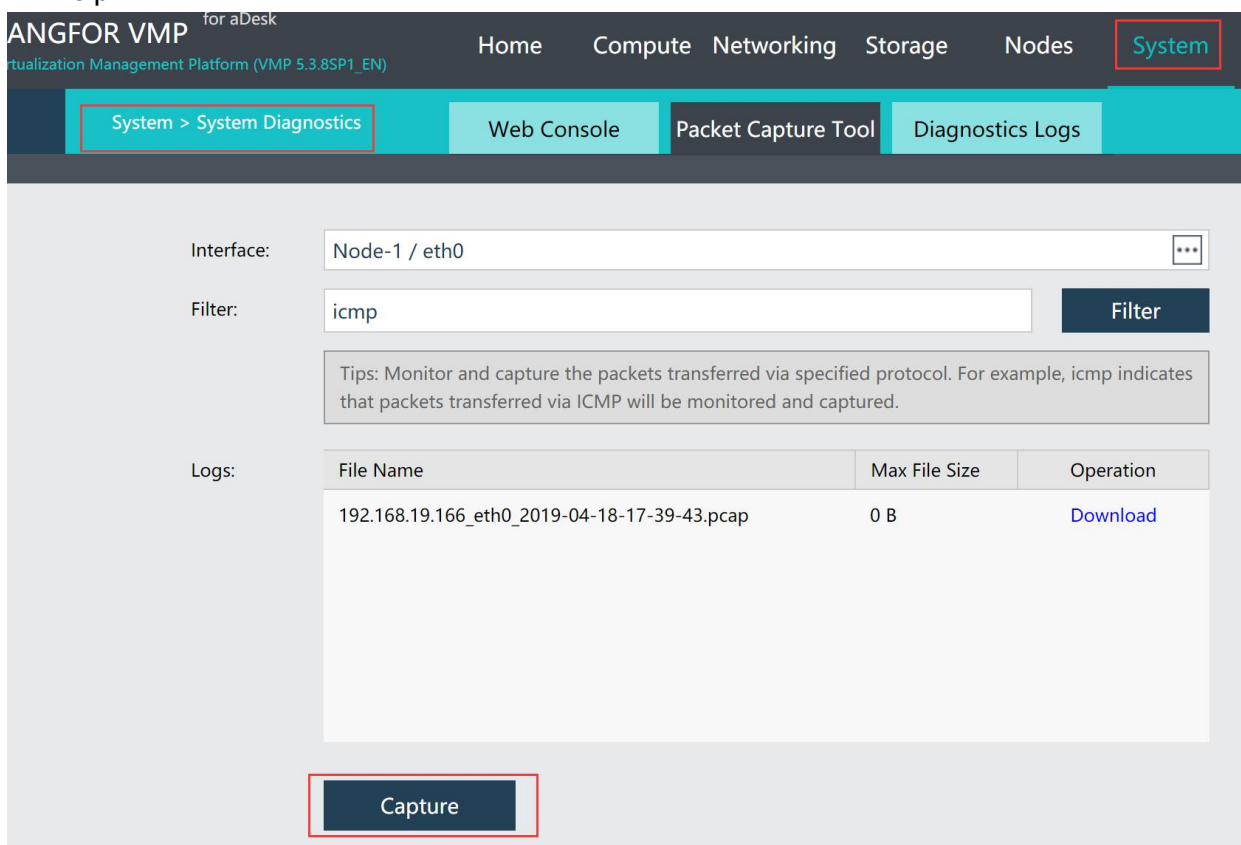 ANGFOR VMP for aDesk
Home Compute Networking Storage Nodes System
rtualization Management Platform (VMP 5.3.8SP1_EN)
System > System Diagnostics
Web Console Packet Capture Tool Diagnostics Logs
Interface: Node-1 / eth0
Filter: icmp Filter
Tips: Monitor and capture the packets transferred via specified protocol. For example, icmp indicates
that packets transferred via ICMP will be monitored and captured.
Logs: File Name Max File Size Operation
192.168.19.166_eth0_2019-04-18-17-39-43.pcap 0 B Download
Capture